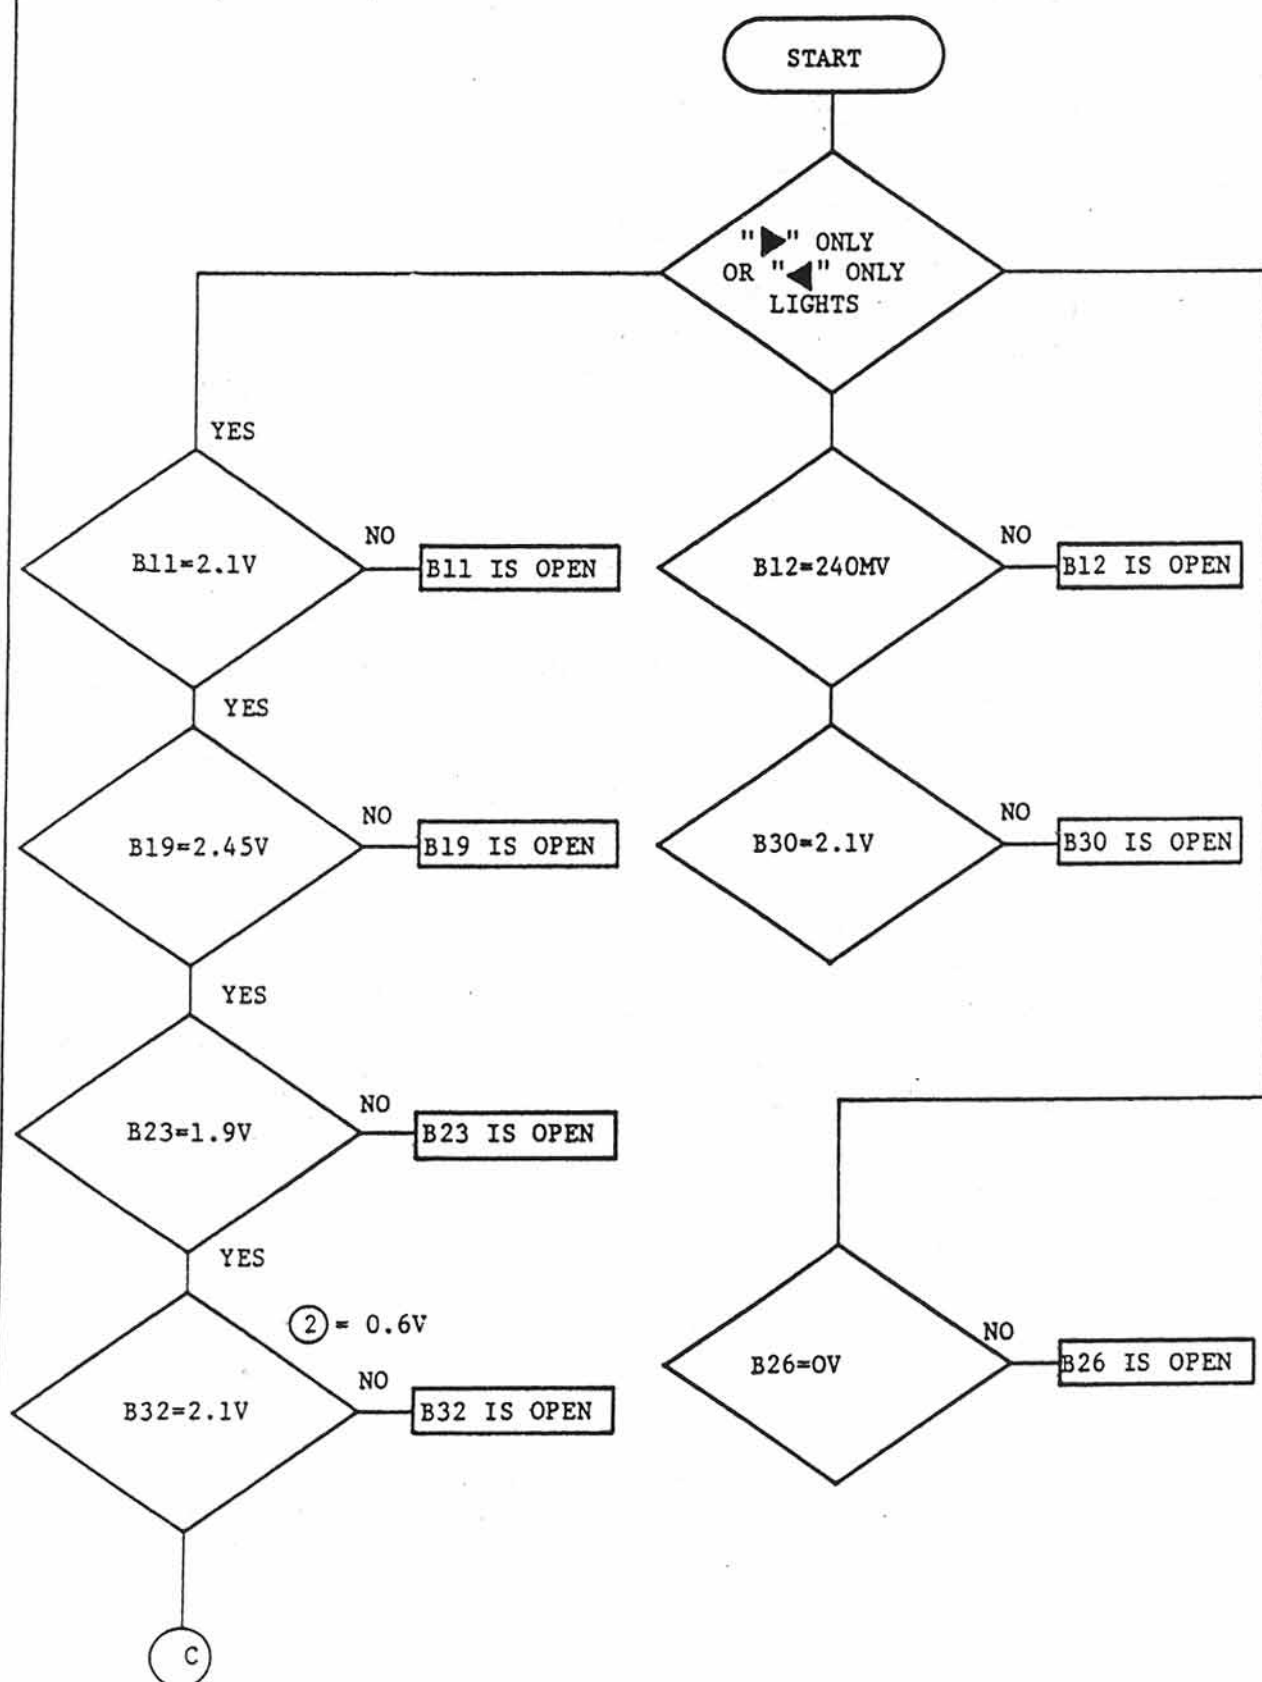 START
"▶" ONLY
OR "◀" ONLY
LIGHTS
YES
B11=2.1V
NO
B11 IS OPEN
B12=240MV
NO
B12 IS OPEN
YES
B19=2.45V
NO
B19 IS OPEN
B30=2.1V
NO
B30 IS OPEN
YES
B23=1.9V
NO
B23 IS OPEN
YES
2 = 0.6V
B32=2.1V
NO
B32 IS OPEN
B26=0V
NO
B26 IS OPEN
C